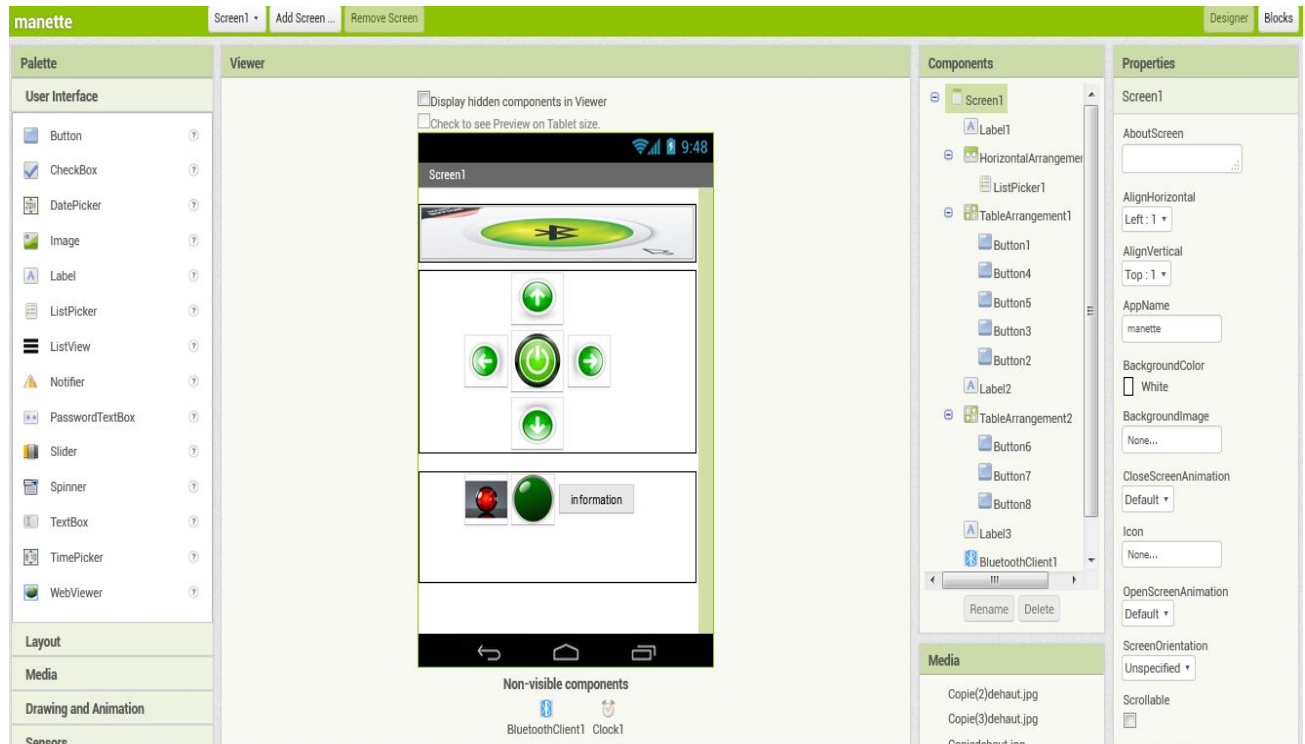 manette
Screen1
Add Screen ...
Remove Screen
Designer
Blocks
Palette
User Interface
Button
CheckBox
DatePicker
Image
Label
ListPicker
ListView
Notifier
PasswordTextBox
Slider
Spinner
TextBox
TimePicker
WebViewer
Layout
Media
Drawing and Animation
Sensors
Viewer
Display hidden components in Viewer
Check to see Preview on Tablet size.
9:48
Screen1
information
Non-visible components
BluetoothClient1
Clock1
Components
Screen1
Label1
HorizontalArrangemer
ListPicker1
TableArrangement1
Button1
Button4
Button5
Button3
Button2
Label2
TableArrangement2
Button6
Button7
Button8
Label3
BluetoothClient1
Rename
Delete
Media
Copie(2)dehaut.jpg
Copie(3)dehaut.jpg
Properties
Screen1
AboutScreen
AlignHorizontal
Left : 1
AlignVertical
Top : 1
AppName
manette
BackgroundColor
White
BackgroundImage
None...
CloseScreenAnimation
Default
Icon
None...
OpenScreenAnimation
Default
ScreenOrientation
Unspecified
Scrollable